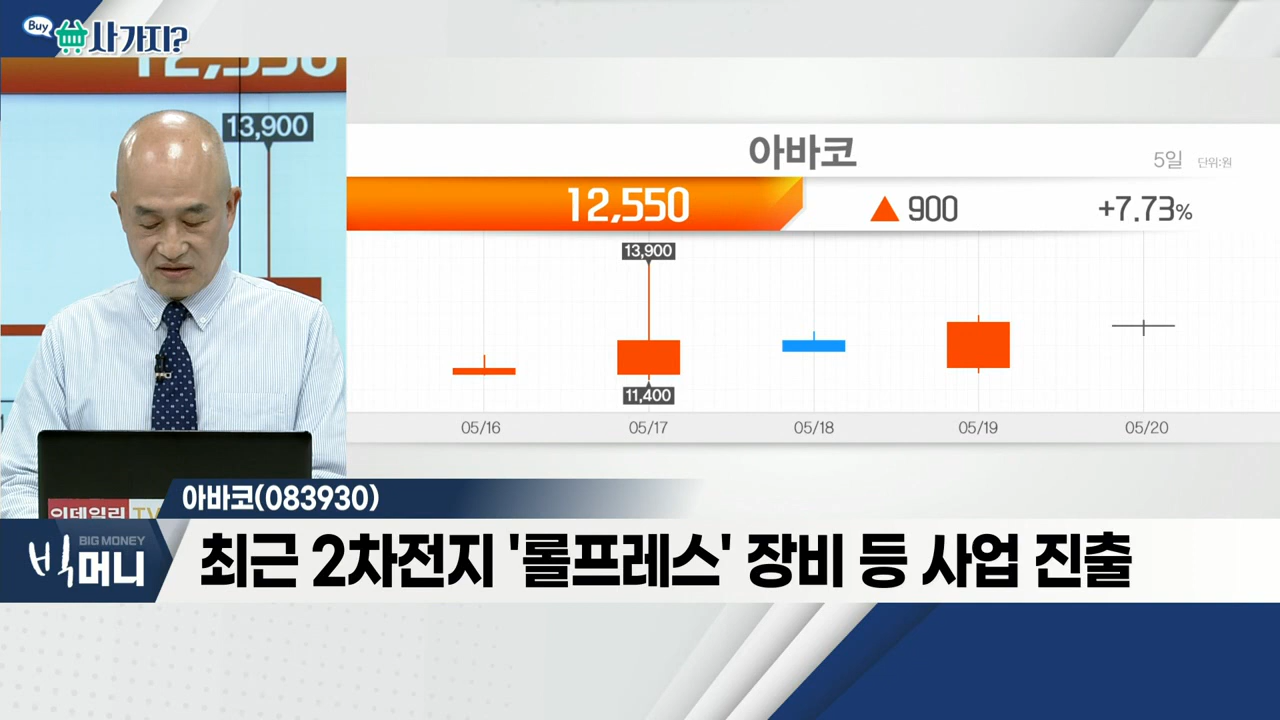 Buy 사가지?
12,550
13,900
아바코
5일 단위:원
12,550 ▲ 900 +7.73%
13,900
11,400
05/16 05/17 05/18 05/19 05/20
이데일리 TV
아바코(083930)
BIG MONEY
빅머니
최근 2차전지 '롤프레스' 장비 등 사업 진출